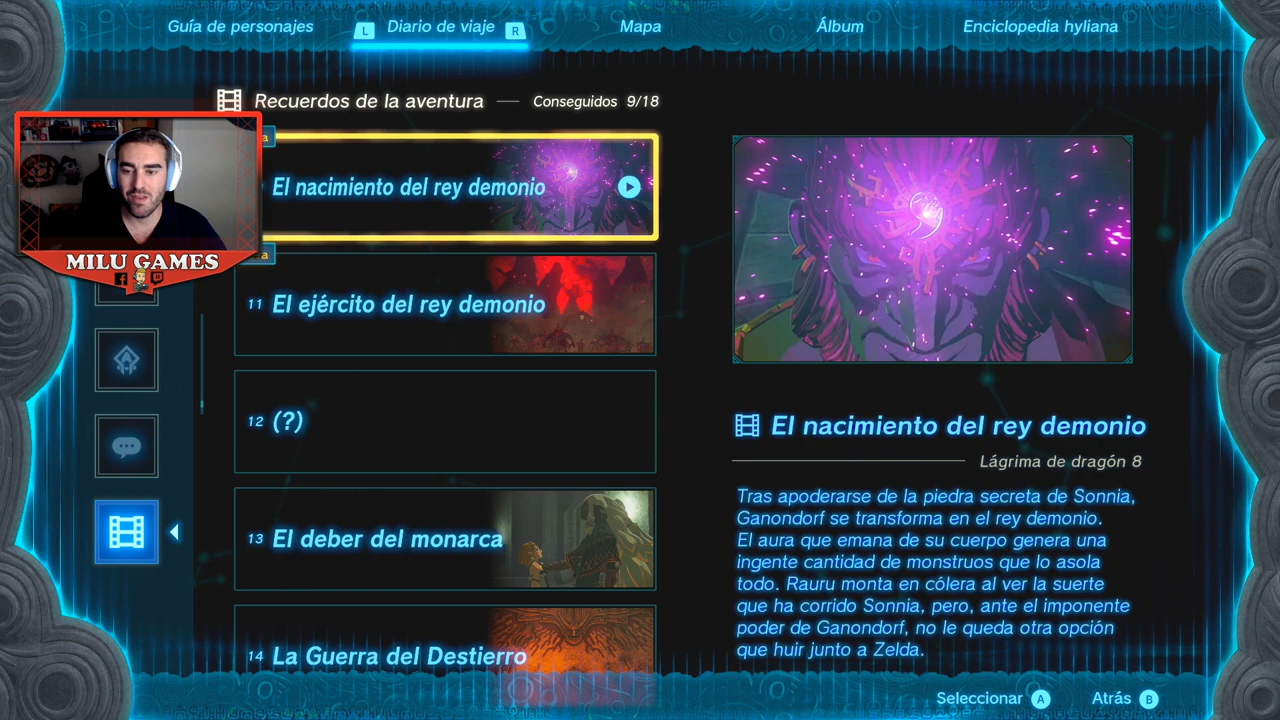 Guía de personajes
L Diario de viaje R
Mapa
Álbum
Enciclopedia hyliana
Recuerdos de la aventura — Conseguidos 9/18
a
El nacimiento del rey demonio
a
MILU GAMES
11 El ejército del rey demonio
12 (?)
13 El deber del monarca
14 La Guerra del Destierro
El nacimiento del rey demonio
Lágrima de dragón 8
Tras apoderarse de la piedra secreta de Sonnia,
Ganondorf se transforma en el rey demonio.
El aura que emana de su cuerpo genera una
ingente cantidad de monstruos que lo asola
todo. Rauru monta en cólera al ver la suerte
que ha corrido Sonnia, pero, ante el imponente
poder de Ganondorf, no le queda otra opción
que huir junto a Zelda.
Seleccionar A
Atrás B